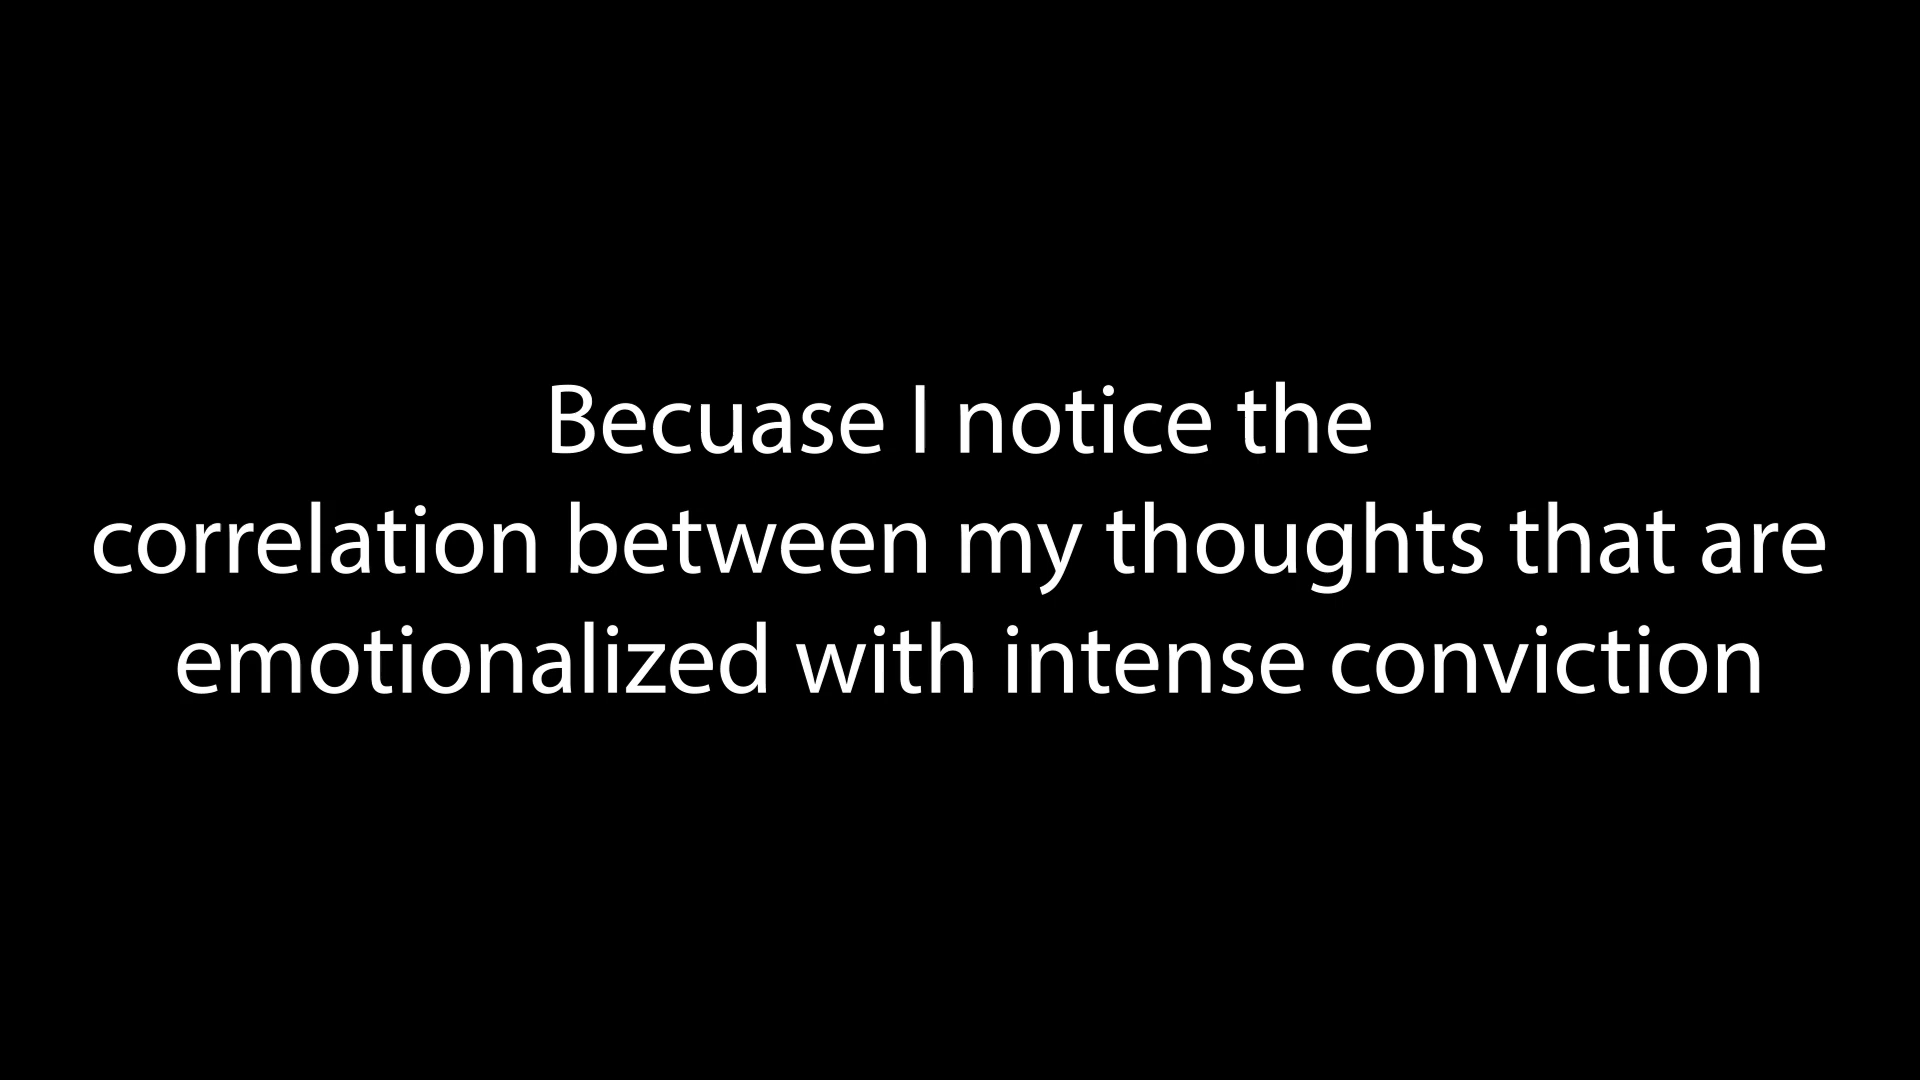 Becuase I notice the
correlation between my thoughts that are
emotionalized with intense conviction